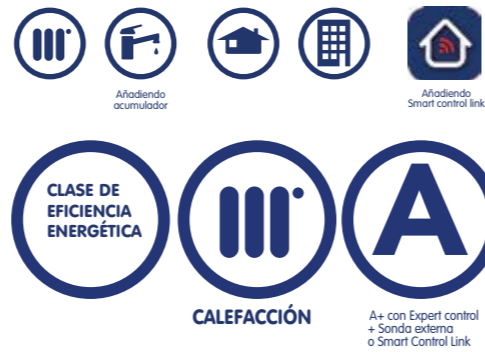 Añadiendo
acumulador
Añadiendo
Smart control link
CLASE DE
EFICIENCIA
ENERGÉTICA
A
CALEFACCIÓN
A+ con Expert control
+ Sonda externa
o Smart Control Link